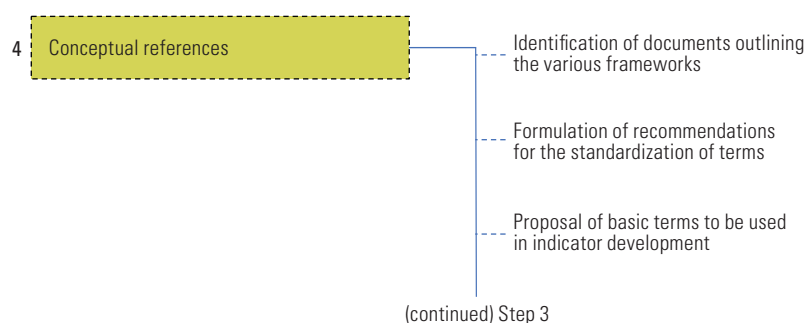 4 Conceptual references
Identification of documents outlining
the various frameworks
Formulation of recommendations
for the standardization of terms
Proposal of basic terms to be used
in indicator development
(continued) Step 3